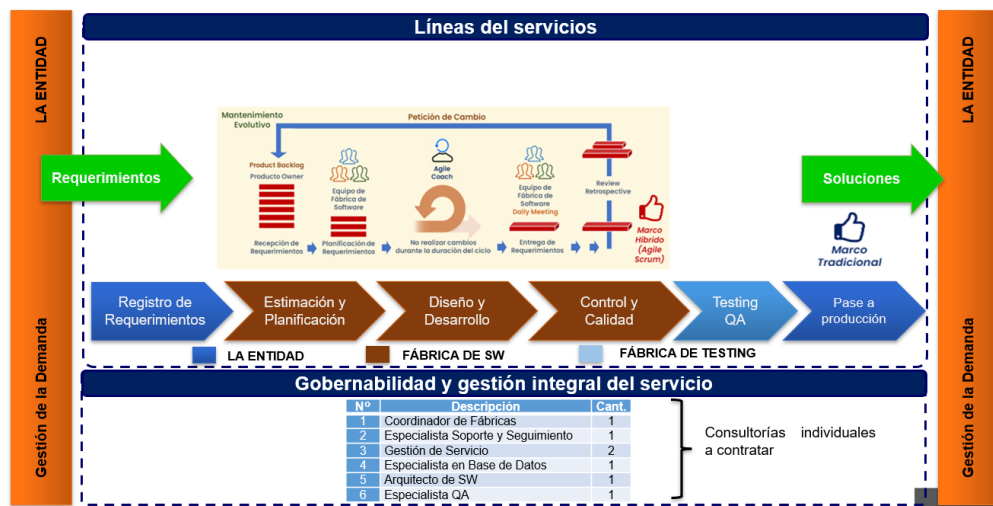 Líneas del servicios
LA ENTIDAD
Gestión de la Demanda
Requerimientos
Mantenimiento
Evolutivo
Petición de Cambio
Product Backlog
Producto Owner
Equipo de
Fábrica de
Software
Agile
Coach
Equipo de
Fábrica de
Software
Daily Meeting
Review
Retrospective
Recepción de
Requerimientos
Planificación de
Requerimientos
No realizar cambios
durante la duración del ciclo
Entrega de
Requerimientos
Marco
Híbrido
(Agile
Scrum)
Soluciones
Marco
Tradicional
LA ENTIDAD
Gestión de la Demanda
Registro de
Requerimientos
Estimación y
Planificación
Diseño y
Desarrollo
Control y
Calidad
Testing
QA
Pase a
producción
LA ENTIDAD
FÁBRICA DE SW
FÁBRICA DE TESTING
Gobernabilidad y gestión integral del servicio
Nº Descripción Cant.
1 Coordinador de Fábricas 1
2 Especialista Soporte y Seguimiento 1
3 Gestión de Servicio 2
4 Especialista en Base de Datos 1
5 Arquitecto de SW 1
6 Especialista QA 1
Consultorías individuales
a contratar